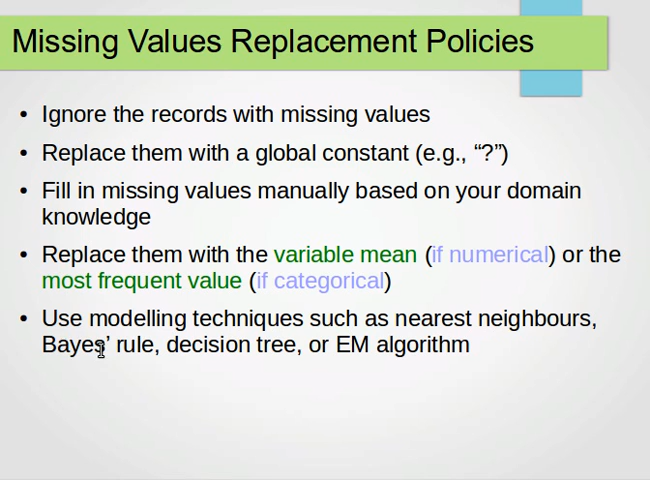 Missing Values Replacement Policies
• Ignore the records with missing values
• Replace them with a global constant (e.g., “?”)
• Fill in missing values manually based on your domain
knowledge
• Replace them with the variable mean (if numerical) or the
most frequent value (if categorical)
• Use modelling techniques such as nearest neighbours,
Bayes’ rule, decision tree, or EM algorithm